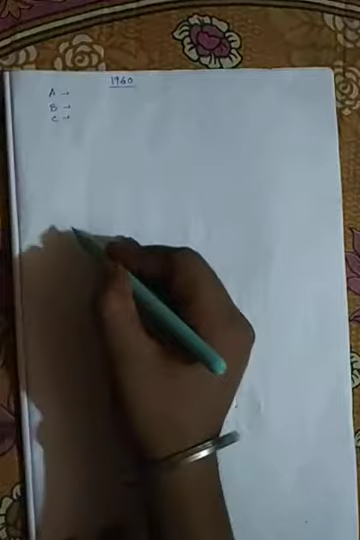 1960
A →
B →
C →